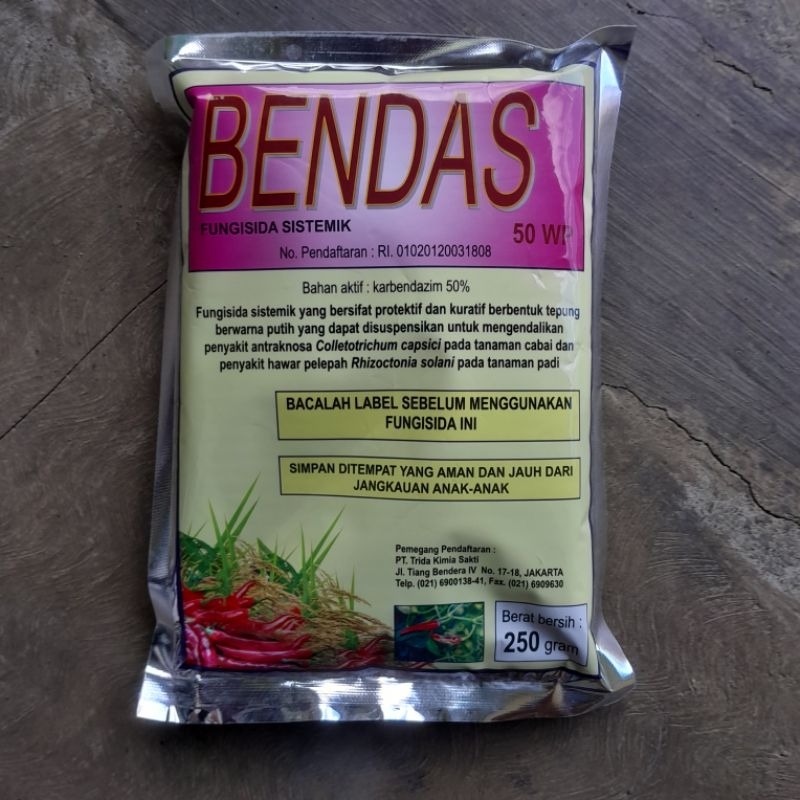 BENDAS
FUNGISIDA SISTEMIK
50 WP
No. Pendaftaran : RI. 01020120031808
Bahan aktif : karbendazim 50%
Fungisida sistemik yang bersifat protektif dan kuratif berbentuk tepung
berwarna putih yang dapat disuspensikan untuk mengendalikan
penyakit antraknosa Colletotrichum capsici pada tanaman cabai dan
penyakit hawar pelepah Rhizoctonia solani pada tanaman padi
BACALAH LABEL SEBELUM MENGGUNAKAN
FUNGISIDA INI
SIMPAN DITEMPAT YANG AMAN DAN JAUH DARI
JANGKAUAN ANAK-ANAK
Pemegang Pendaftaran :
PT. Trida Kimia Sakti
Jl. Tiang Bendera IV No. 17-18, JAKARTA
Telp. (021) 6900138-41, Fax. (021) 6909630
Berat bersih :
250 gram